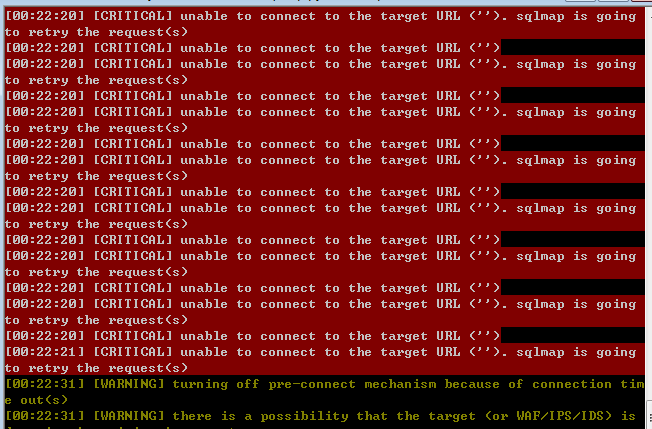 [00:22:20] [CRITICAL] unable to connect to the target URL (''). sqlmap is going
to retry the request(s)
[00:22:20] [CRITICAL] unable to connect to the target URL ('')
[00:22:20] [CRITICAL] unable to connect to the target URL (''). sqlmap is going
to retry the request(s)
[00:22:20] [CRITICAL] unable to connect to the target URL ('')
[00:22:20] [CRITICAL] unable to connect to the target URL (''). sqlmap is going
to retry the request(s)
[00:22:20] [CRITICAL] unable to connect to the target URL ('')
[00:22:20] [CRITICAL] unable to connect to the target URL (''). sqlmap is going
to retry the request(s)
[00:22:20] [CRITICAL] unable to connect to the target URL ('')
[00:22:20] [CRITICAL] unable to connect to the target URL (''). sqlmap is going
to retry the request(s)
[00:22:20] [CRITICAL] unable to connect to the target URL ('')
[00:22:20] [CRITICAL] unable to connect to the target URL (''). sqlmap is going
to retry the request(s)
[00:22:20] [CRITICAL] unable to connect to the target URL ('')
[00:22:20] [CRITICAL] unable to connect to the target URL (''). sqlmap is going
to retry the request(s)
[00:22:20] [CRITICAL] unable to connect to the target URL ('')
[00:22:21] [CRITICAL] unable to connect to the target URL (''). sqlmap is going
to retry the request(s)
[00:22:31] [WARNING] turning off pre-connect mechanism because of connection tim
e out(s)
[00:22:31] [WARNING] there is a possibility that the target (or WAF/IPS/IDS) is